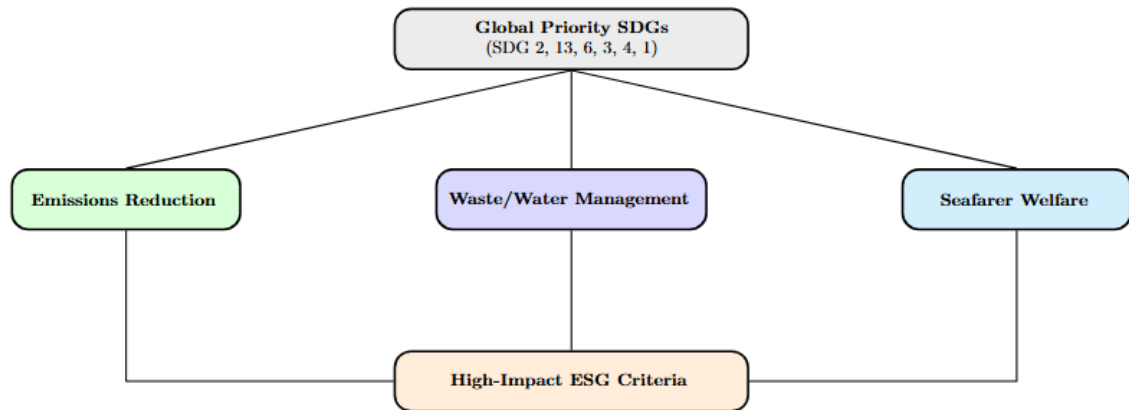 Global Priority SDGs
(SDG 2, 13, 6, 3, 4, 1)
Emissions Reduction
Waste/Water Management
Seafarer Welfare
High-Impact ESG Criteria